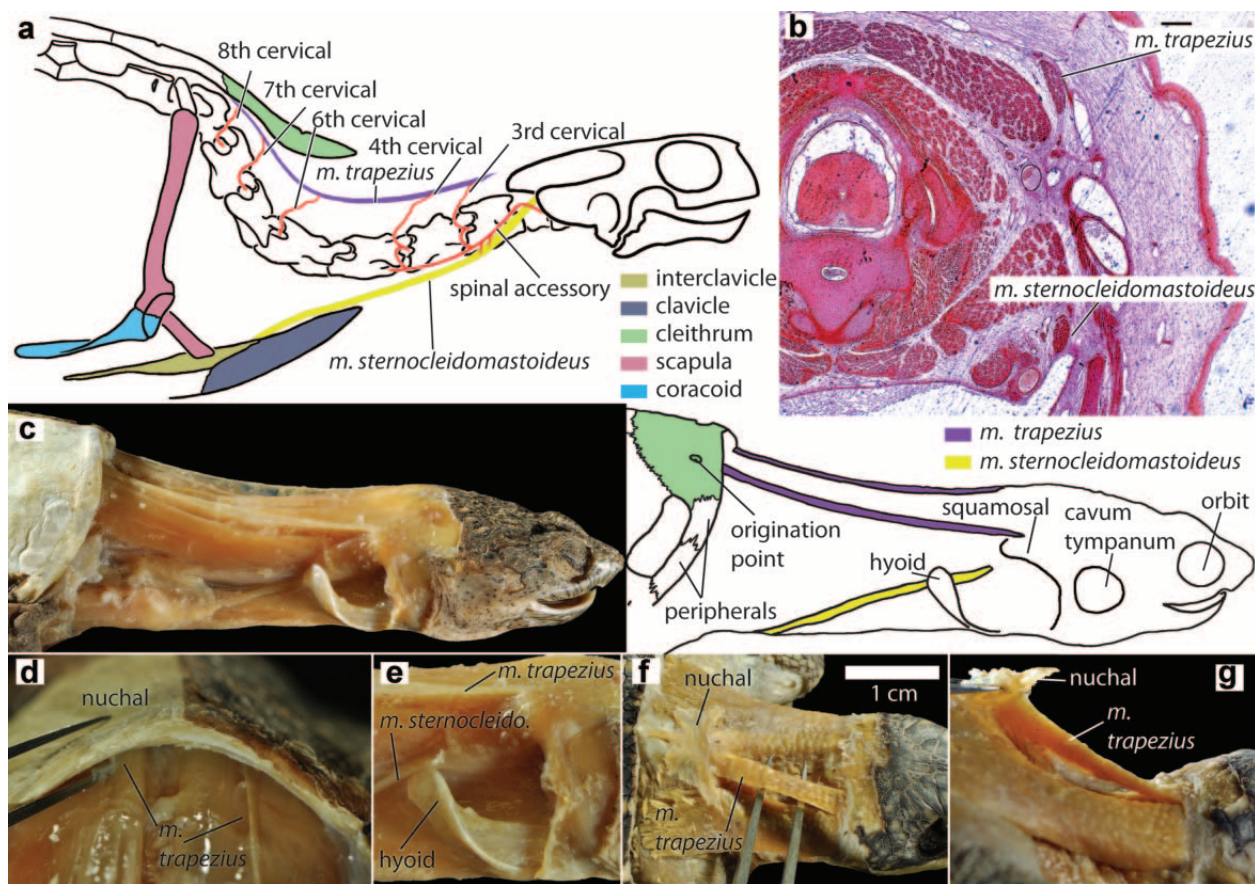 a
8th cervical
7th cervical
6th cervical
4th cervical
3rd cervical
m. trapezius
spinal accessory
m. sternocleidomastoideus
interclavicle
clavicle
cleithrum
scapula
coracoid
b
m. trapezius
m. sternocleidomastoideus
c
m. trapezius
m. sternocleidomastoideus
origination
point
peripherals
squamosal
hyoid
cavum
tympanum
orbit
d
nuchal
m.
trapezius
e
m. trapezius
m. sternocleido.
hyoid
f
nuchal
1 cm
m.
trapezius
g
nuchal
m.
trapezius